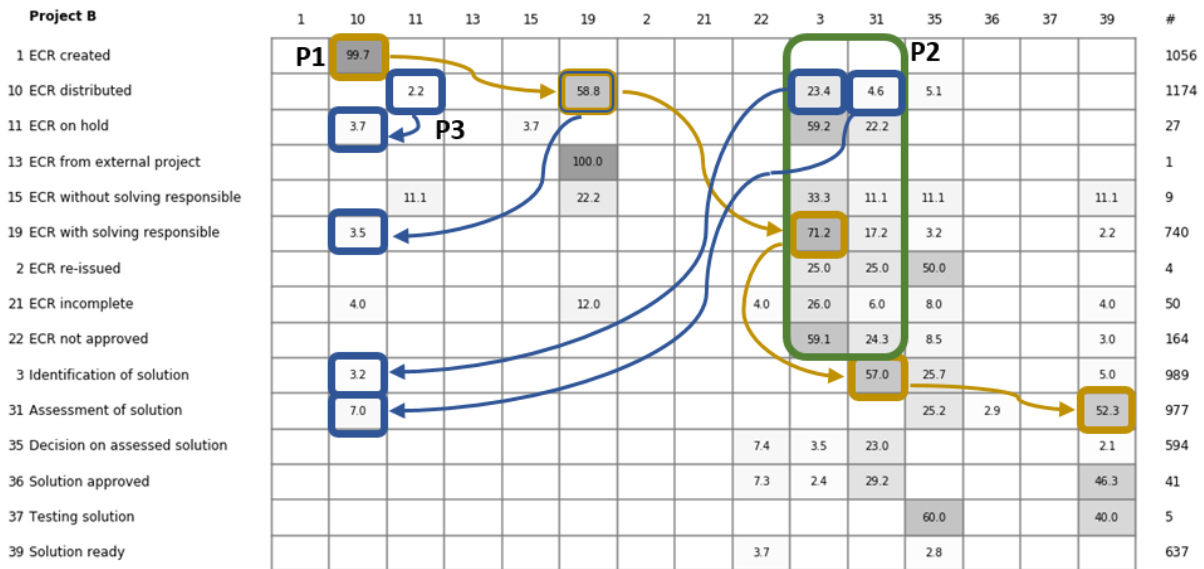 Project B 1 10 11 13 15 19 2 21 22 3 31 35 36 37 39 #
1 ECR created P1 99.7 P2 1056
10 ECR distributed 2.2 58.8 23.4 4.6 5.1 1174
11 ECR on hold 3.7 P3 3.7 59.2 22.2 27
13 ECR from external project 100.0 1
15 ECR without solving responsible 11.1 22.2 33.3 11.1 11.1 11.1 9
19 ECR with solving responsible 3.5 71.2 17.2 3.2 2.2 740
2 ECR re-issued 25.0 25.0 50.0 4
21 ECR incomplete 4.0 12.0 4.0 26.0 6.0 8.0 4.0 50
22 ECR not approved 59.1 24.3 8.5 3.0 164
3 Identification of solution 3.2 57.0 25.7 5.0 989
31 Assessment of solution 7.0 25.2 2.9 52.3 977
35 Decision on assessed solution 7.4 3.5 23.0 2.1 594
36 Solution approved 7.3 2.4 29.2 46.3 41
37 Testing solution 60.0 40.0 5
39 Solution ready 3.7 2.8 637